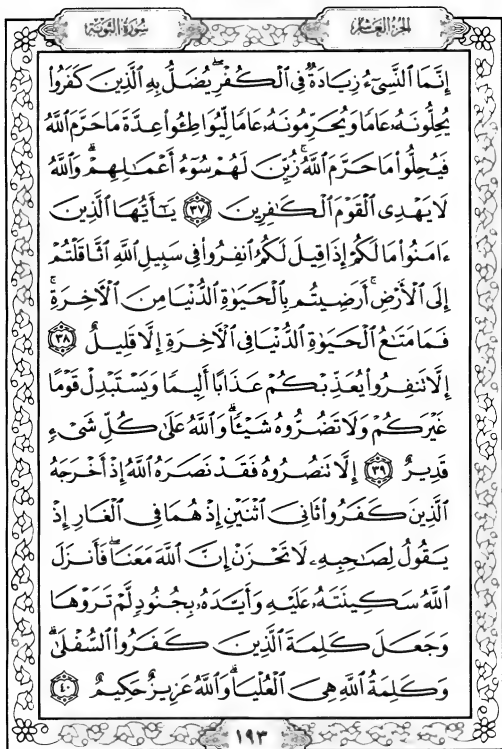 الجزء العاشر
سورة التوبة
إِنَّمَا ٱلنَّسِىٓءُ زِيَادَةٌ فِى ٱلْكُفْرِ ۖ يُضَلُّ بِهِ ٱلَّذِينَ كَفَرُوا۟
يُحِلُّونَهُۥ عَامًا وَيُحَرِّمُونَهُۥ عَامًا لِّيُوَاطِـُٔوا۟ عِدَّةَ مَا حَرَّمَ ٱللَّهُ
فَيُحِلُّوا۟ مَا حَرَّمَ ٱللَّهُ ۚ زُيِّنَ لَهُمْ سُوٓءُ أَعْمَـٰلِهِمْ ۗ وَٱللَّهُ
لَا يَهْدِى ٱلْقَوْمَ ٱلْكَـٰفِرِينَ ٣٧ يَـٰٓأَيُّهَا ٱلَّذِينَ
ءَامَنُوا۟ مَا لَكُمْ إِذَا قِيلَ لَكُمُ ٱنفِرُوا۟ فِى سَبِيلِ ٱللَّهِ ٱثَّاقَلْتُمْ
إِلَى ٱلْأَرْضِ ۚ أَرَضِيتُم بِٱلْحَيَوٰةِ ٱلدُّنْيَا مِنَ ٱلْـَٔاخِرَةِ ۚ
فَمَا مَتَـٰعُ ٱلْحَيَوٰةِ ٱلدُّنْيَا فِى ٱلْـَٔاخِرَةِ إِلَّا قَلِيلٌ ٣٨
إِلَّا تَنفِرُوا۟ يُعَذِّبْكُمْ عَذَابًا أَلِيمًا وَيَسْتَبْدِلْ قَوْمًا
غَيْرَكُمْ وَلَا تَضُرُّوهُ شَيْـًٔا ۗ وَٱللَّهُ عَلَىٰ كُلِّ شَىْءٍ
قَدِيرٌ ٣٩ إِلَّا تَنصُرُوهُ فَقَدْ نَصَرَهُ ٱللَّهُ إِذْ أَخْرَجَهُ
ٱلَّذِينَ كَفَرُوا۟ ثَانِىَ ٱثْنَيْنِ إِذْ هُمَا فِى ٱلْغَارِ إِذْ
يَقُولُ لِصَـٰحِبِهِۦ لَا تَحْزَنْ إِنَّ ٱللَّهَ مَعَنَا ۖ فَأَنزَلَ
ٱللَّهُ سَكِينَتَهُۥ عَلَيْهِ وَأَيَّدَهُۥ بِجُنُودٍ لَّمْ تَرَوْهَا
وَجَعَلَ كَلِمَةَ ٱلَّذِينَ كَفَرُوا۟ ٱلسُّفْلَىٰ ۗ
وَكَلِمَةُ ٱللَّهِ هِىَ ٱلْعُلْيَا ۗ وَٱللَّهُ عَزِيزٌ حَكِيمٌ ٤٠
١٩٣